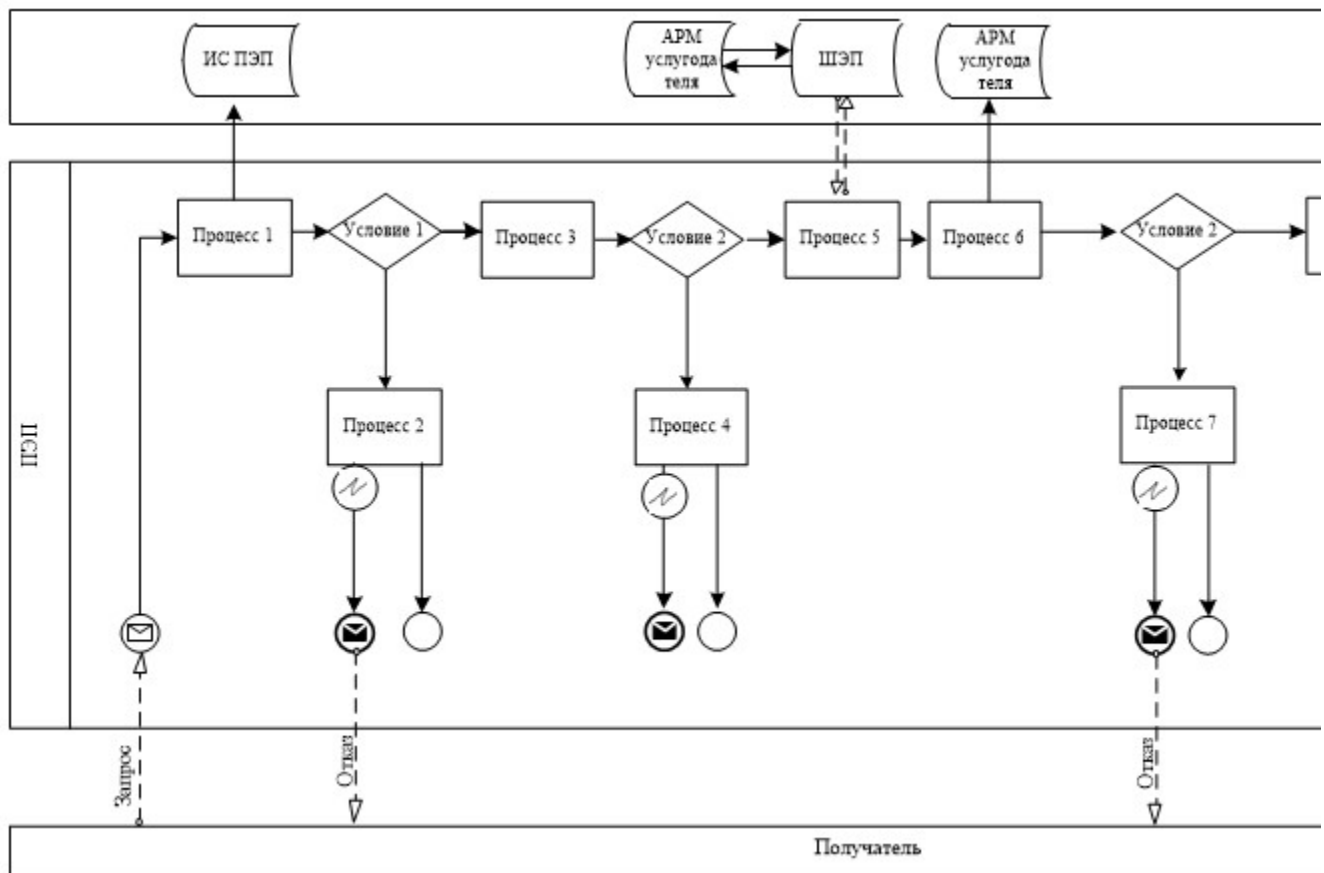 ИС ПЭП
АРМ
услугода
теля
ШЭП
АРМ
услугода
теля
Процесс 1
Условие 1
Процесс 3
Условие 2
Процесс 5
Процесс 6
Условие 2
Процесс 2
Процесс 4
Процесс 7
ПЭП
Запрос
Отказ
Отказ
Получатель